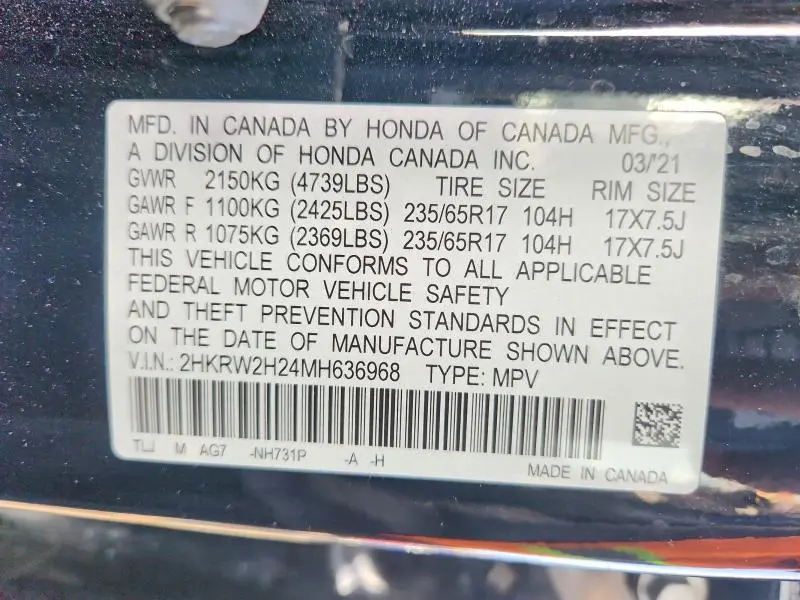 MFD. IN CANADA BY HONDA OF CANADA MFG.,
A DIVISION OF HONDA CANADA INC. 03/'21
GVWR 2150KG (4739LBS) TIRE SIZE RIM SIZE
GAWR F 1100KG (2425LBS) 235/65R17 104H 17X7.5J
GAWR R 1075KG (2369LBS) 235/65R17 104H 17X7.5J
THIS VEHICLE CONFORMS TO ALL APPLICABLE
FEDERAL MOTOR VEHICLE SAFETY
AND THEFT PREVENTION STANDARDS IN EFFECT
ON THE DATE OF MANUFACTURE SHOWN ABOVE.
V.I.N.: 2HKRW2H24MH636968 TYPE: MPV
TLJ M AG7 -NH731P -A -H
MADE IN CANADA